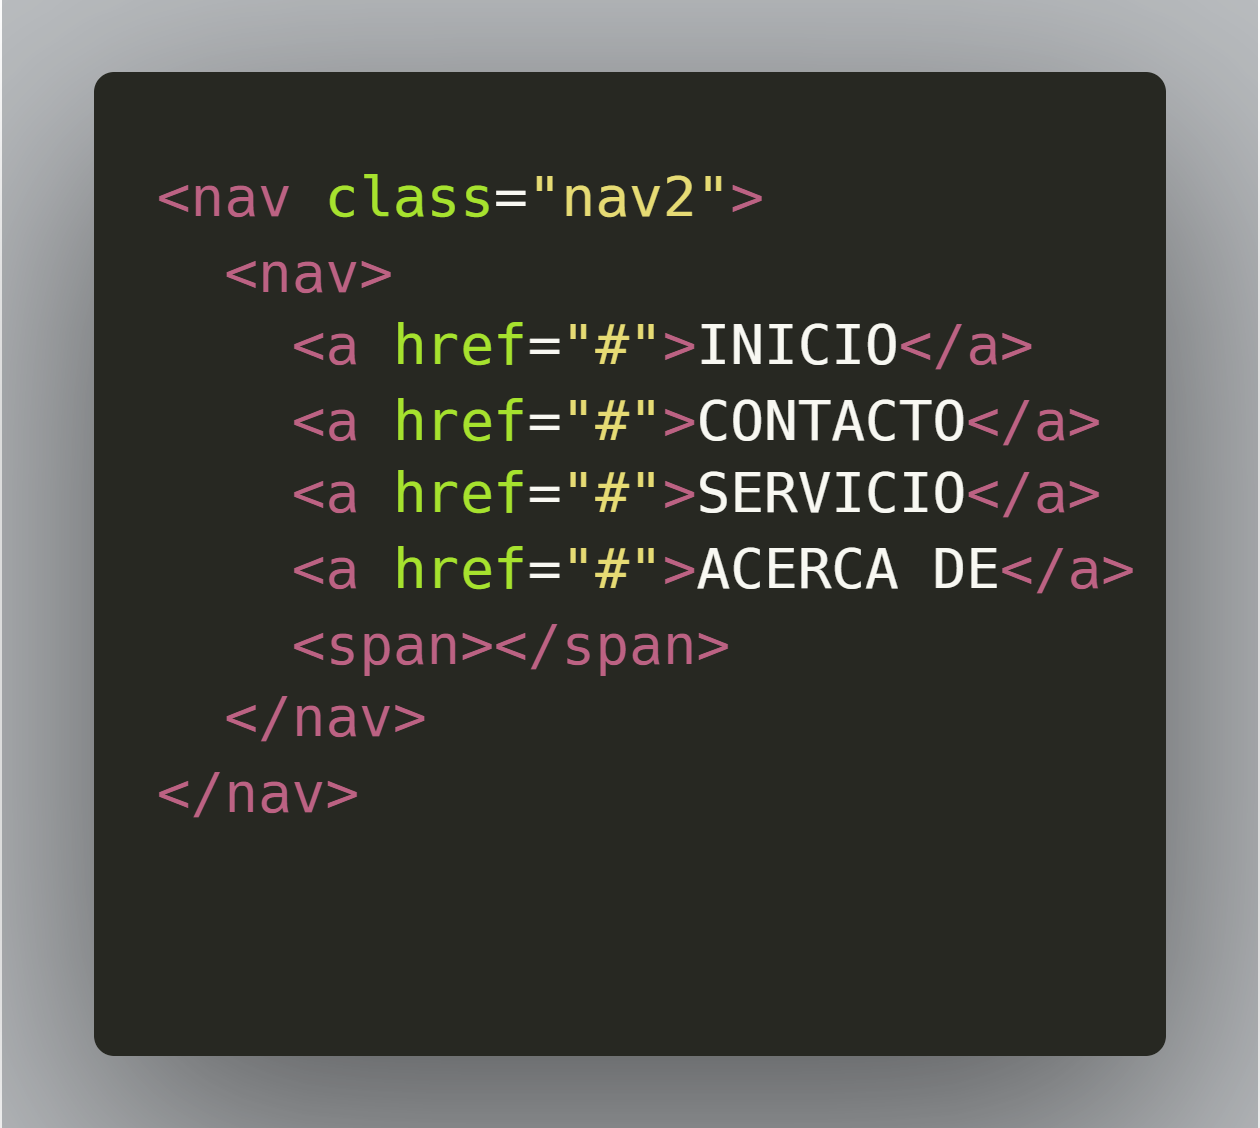 <nav class="nav2">
<nav>
<a href="#">INICIO</a>
<a href="#">CONTACTO</a>
<a href="#">SERVICIO</a>
<a href="#">ACERCA DE</a>
<span></span>
</nav>
</nav>